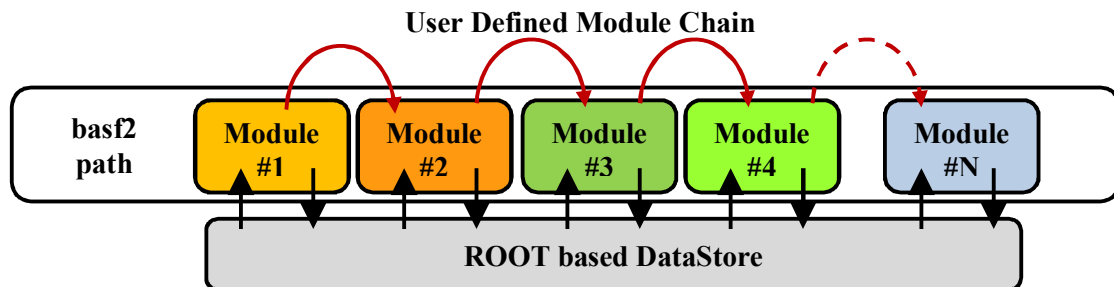 User Defined Module Chain
basf2
path
Module
#1
Module
#2
Module
#3
Module
#4
Module
#N
ROOT based DataStore